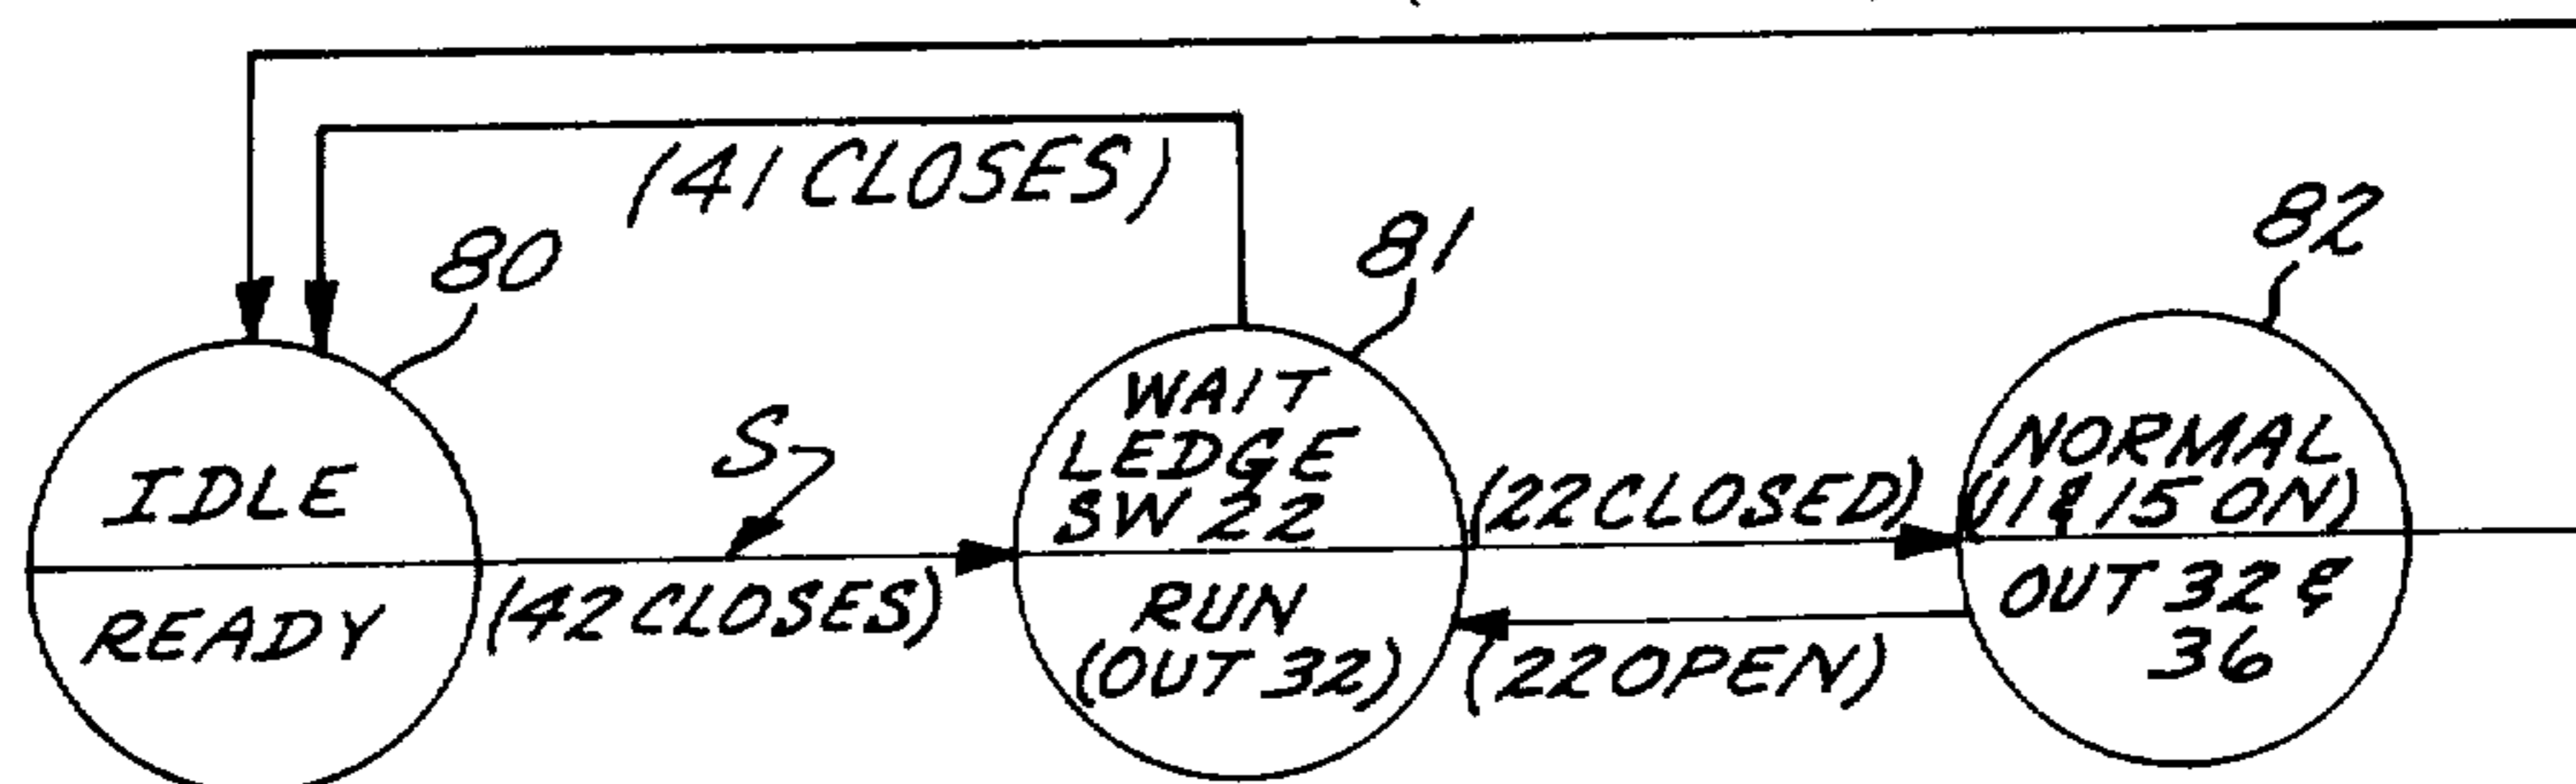 (41 CLOSES)
80
81
82
IDLE
READY
S
(42 CLOSES)
WAIT
LEDGE
SW 22
RUN
(OUT 32)
(22 CLOSED)
(22 OPEN)
NORMAL
(11 & 15 ON)
OUT 32 &
36